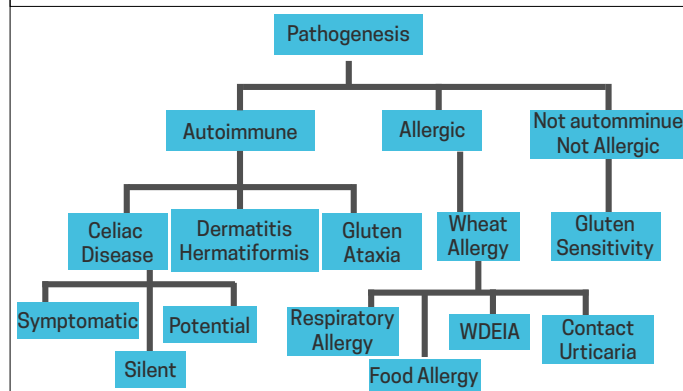 Pathogenesis
Autoimmune
Allergic
Not automminue
Not Allergic
Celiac
Disease
Dermatitis
Hermatiformis
Gluten
Ataxia
Wheat
Allergy
Gluten
Sensitivity
Symptomatic
Silent
Potential
Respiratory
Allergy
Food Allergy
WDEIA
Contact
Urticaria